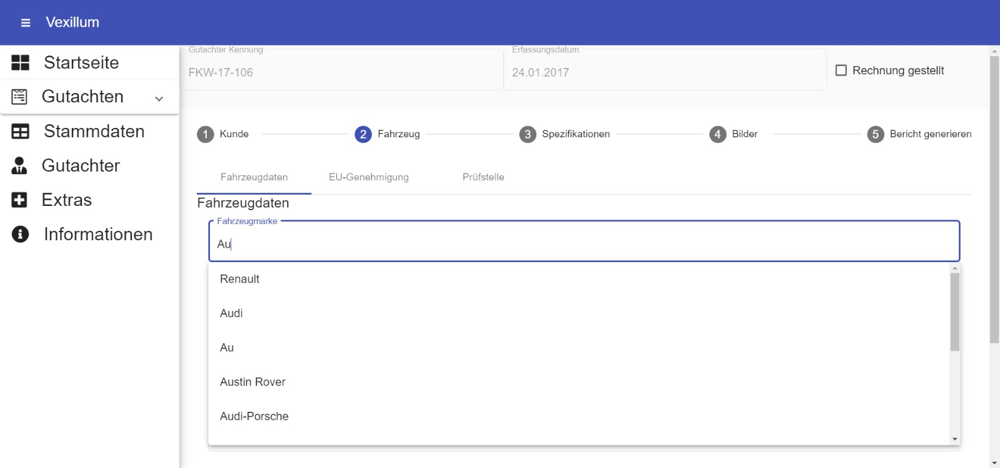 Vexillum
Startseite
Gutachten
Stammdaten
Gutachter
Extras
Informationen
Gutachter Kennung
FKW-17-106
Erfassungsdatum
24.01.2017
Rechnung gestellt
1 Kunde
2 Fahrzeug
3 Spezifikationen
4 Bilder
5 Bericht generieren
Fahrzeugdaten
EU-Genehmigung
Prüfstelle
Fahrzeugdaten
Fahrzeugmarke
Au
Renault
Audi
Au
Austin Rover
Audi-Porsche